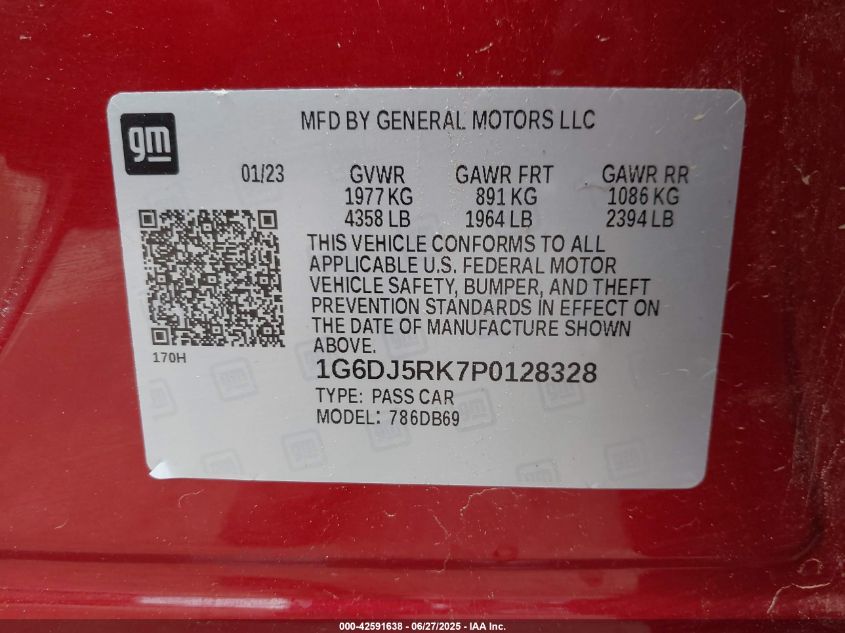 gm
MFD BY GENERAL MOTORS LLC
01/23 GVWR GAWR FRT GAWR RR
1977 KG 891 KG 1086 KG
4358 LB 1964 LB 2394 LB
THIS VEHICLE CONFORMS TO ALL
APPLICABLE U.S. FEDERAL MOTOR
VEHICLE SAFETY, BUMPER, AND THEFT
PREVENTION STANDARDS IN EFFECT ON
THE DATE OF MANUFACTURE SHOWN
ABOVE.
170H
1G6DJ5RK7P0128328
TYPE: PASS CAR
MODEL: 786DB69
000-42591638 - 06/27/2025 - IAA Inc.